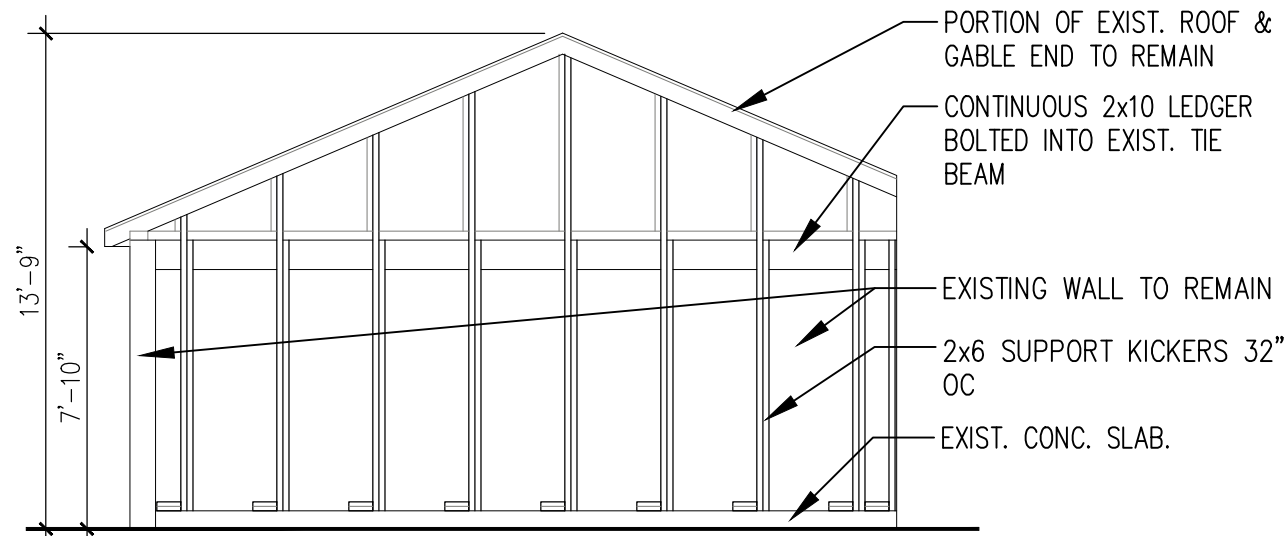 PORTION OF EXIST. ROOF &
GABLE END TO REMAIN
CONTINUOUS 2x10 LEDGER
BOLTED INTO EXIST. TIE
BEAM
EXISTING WALL TO REMAIN
2x6 SUPPORT KICKERS 32"
OC
EXIST. CONC. SLAB.
13'-9"
7'-10"